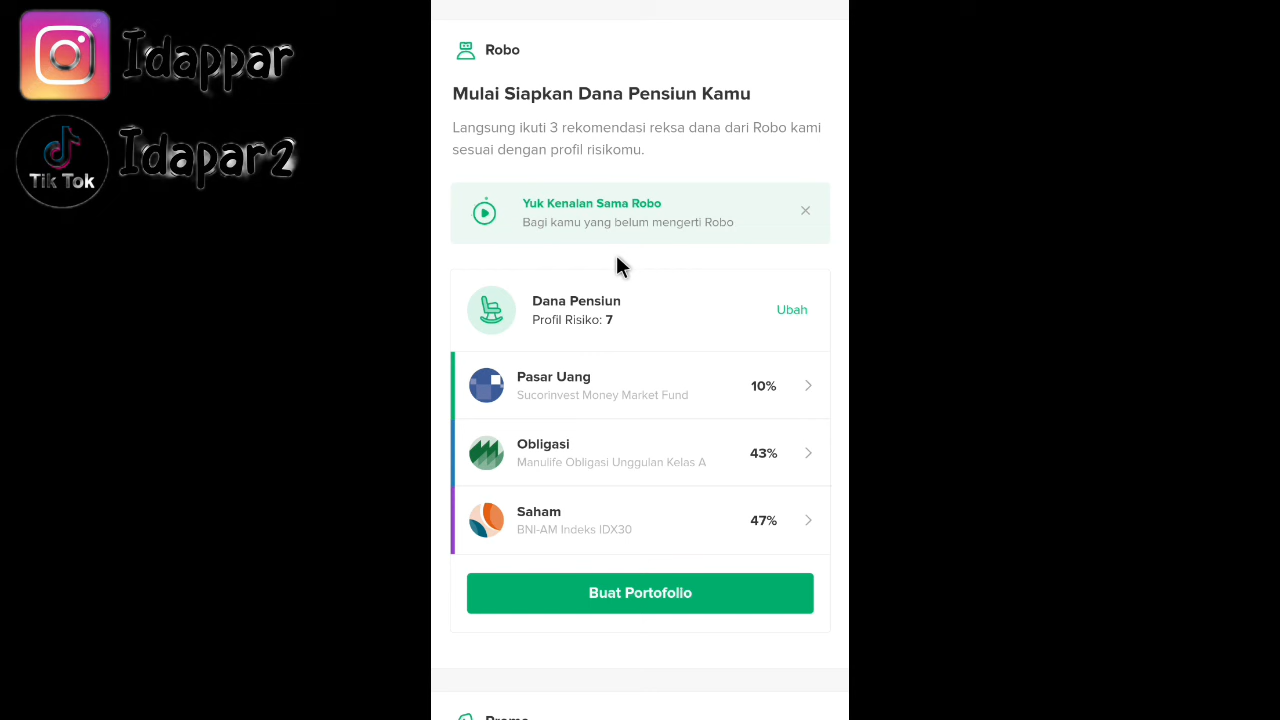 Idappar
Tik Tok
Idapar2
Robo
Mulai Siapkan Dana Pensiun Kamu
Langsung ikuti 3 rekomendasi reksa dana dari Robo kami
sesuai dengan profil risikomu.
Yuk Kenalan Sama Robo
Bagi kamu yang belum mengerti Robo
Dana Pensiun
Profil Risiko: 7
Ubah
Pasar Uang
Sucorinvest Money Market Fund
10%
Obligasi
Manulife Obligasi Unggulan Kelas A
43%
Saham
BNI-AM Indeks IDX30
47%
Buat Portofolio